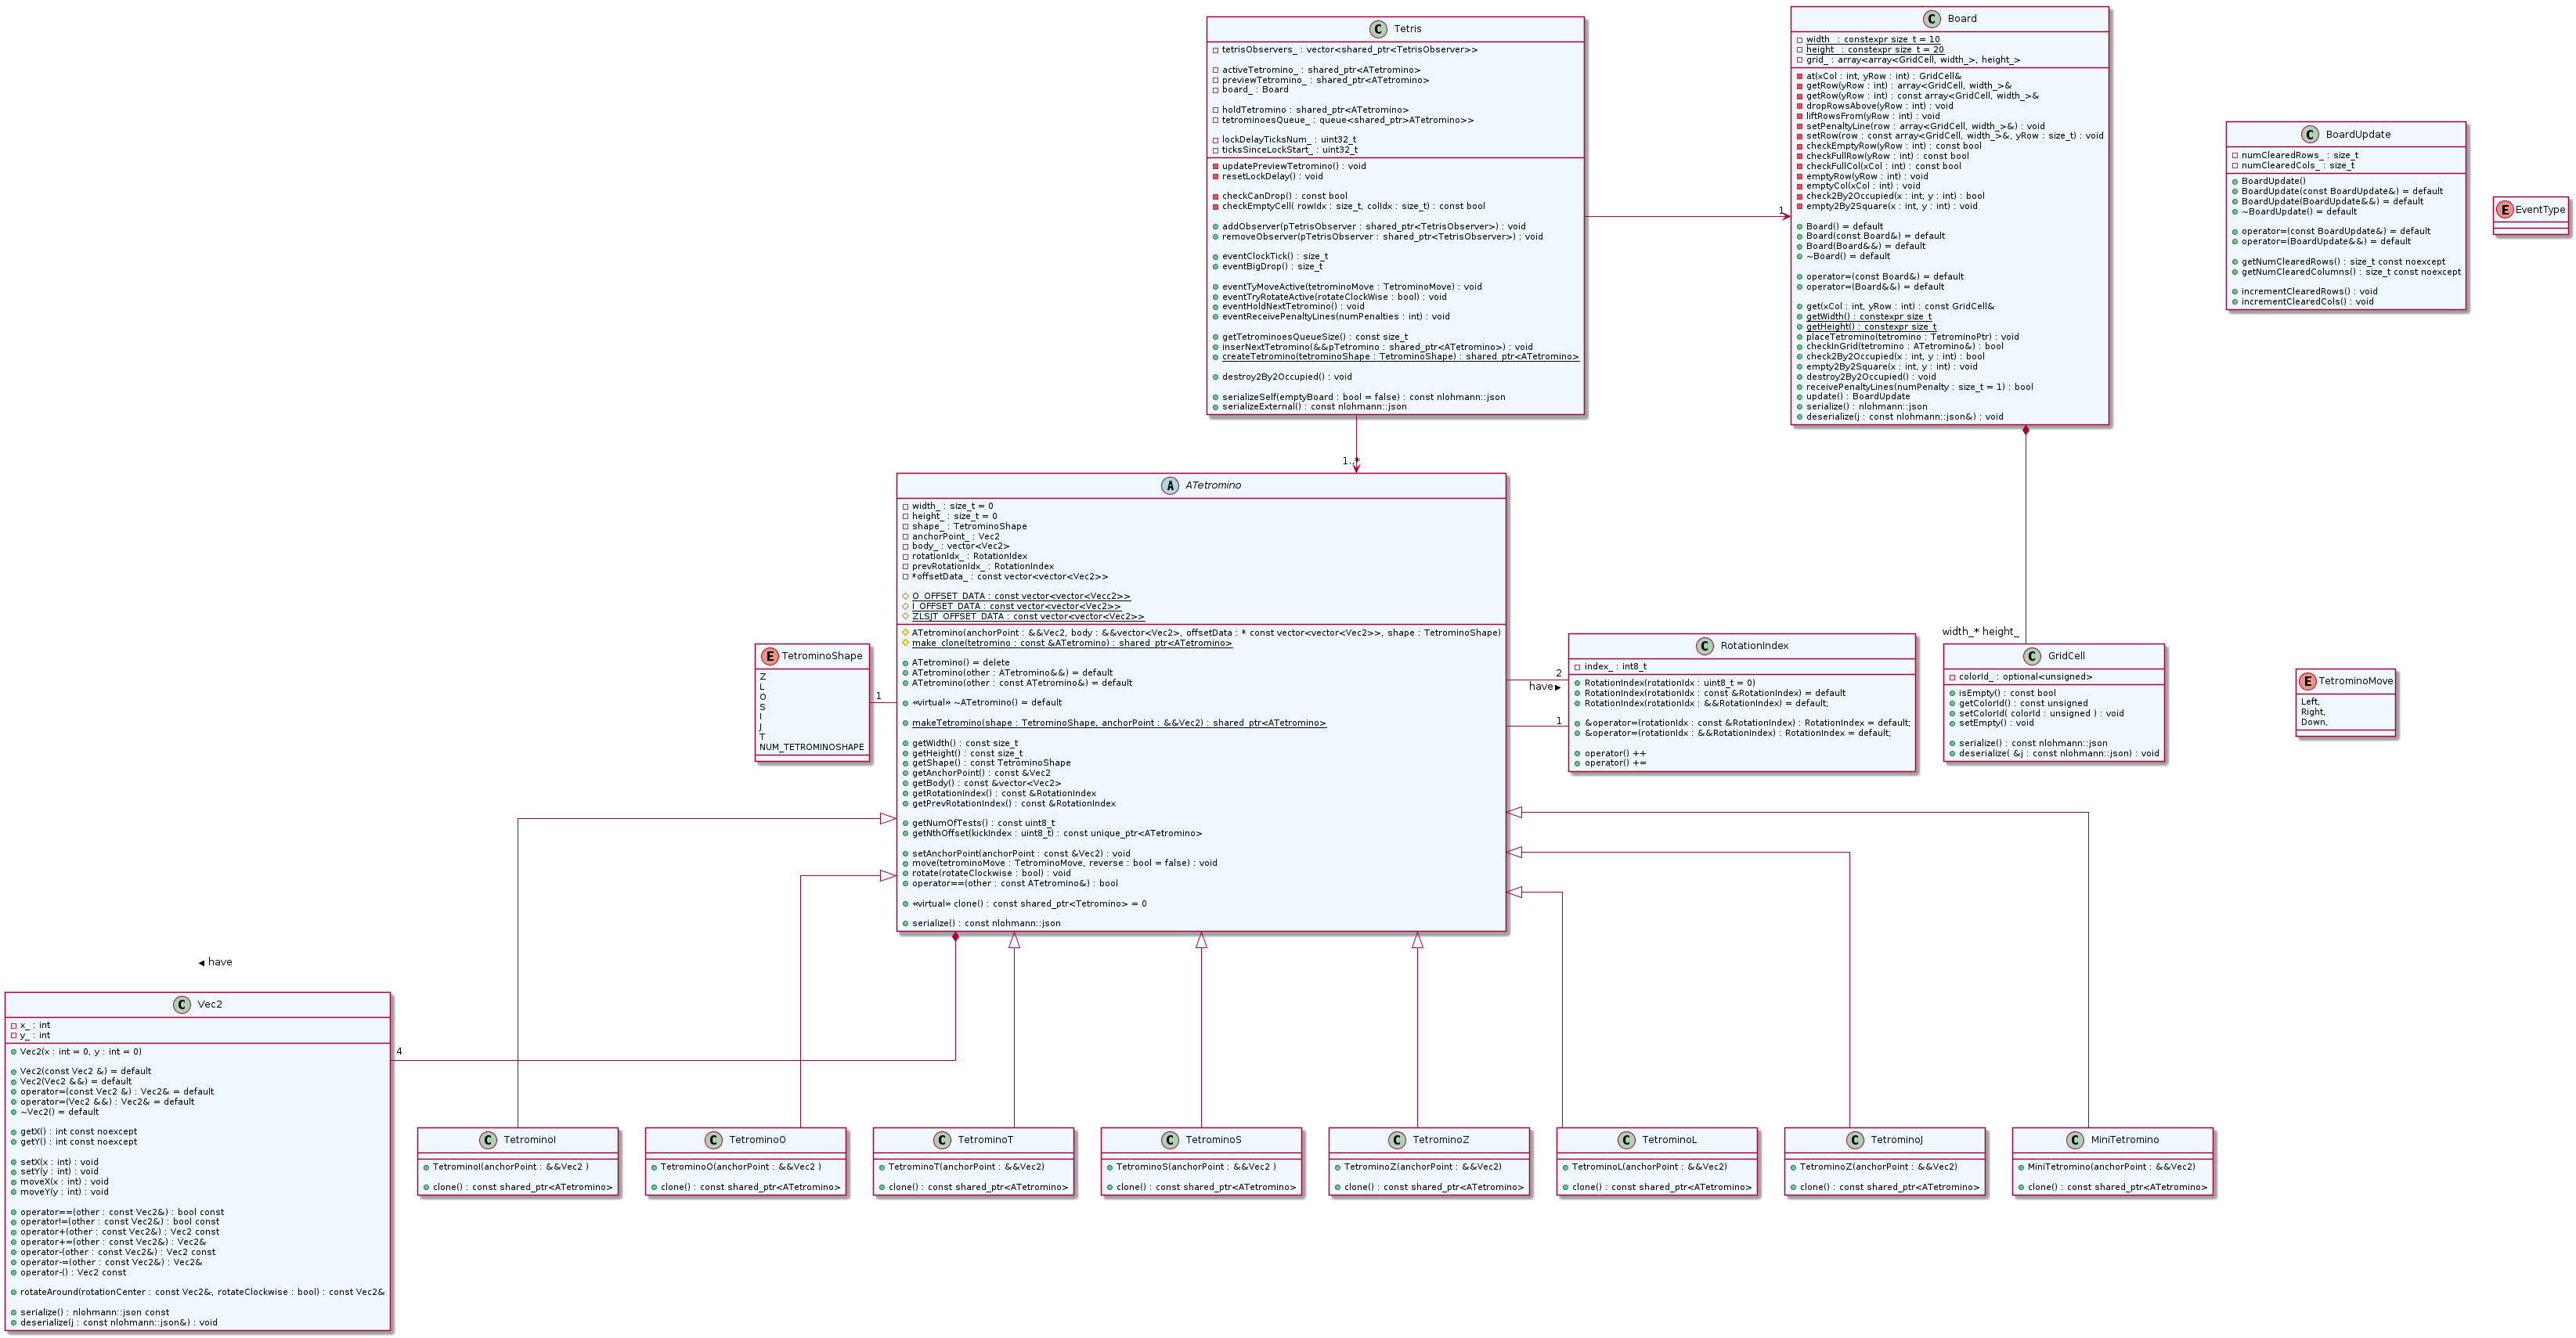 Tetris
tetrisObservers_ : vector<shared_ptr<TetrisObserver>>
activeTetromino_ : shared_ptr<ATetromino>
previewTetromino_ : shared_ptr<ATetromino>
board_ : Board
holdTetromino : shared_ptr<ATetromino>
tetrominoesQueue_ : queue<shared_ptr>ATetromino>>
lockDelayTicksNum_ : uint32_t
ticksSinceLockStart_ : uint32_t
updatePreviewTetromino() : void
resetLockDelay() : void
checkCanDrop() : const bool
checkEmptyCell( rowIdx : size_t, colIdx : size_t) : const bool
addObserver(pTetrisObserver : shared_ptr<TetrisObserver>) : void
removeObserver(pTetrisObserver : shared_ptr<TetrisObserver>) : void
eventClockTick() : size_t
eventBigDrop() : size_t
eventTyMoveActive(tetrominoMove : TetrominoMove) : void
eventTryRotateActive(rotateClockWise : bool) : void
eventHoldNextTetromino() : void
eventReceivePenaltyLines(numPenalties : int) : void
getTetrominoesQueueSize() : const size_t
inserNextTetromino(&&pTetromino : shared_ptr<ATetromino>) : void
createTetromino(tetrominoShape : TetrominoShape) : shared_ptr<ATetromino>
destroy2By2Occupied() : void
serializeSelf(emptyBoard : bool = false) : const nlohmann::json
serializeExternal() : const nlohmann::json
1
Board
width_ : constexpr size_t = 10
height_ : constexpr size_t = 20
grid_ : array<array<GridCell, width_>, height_>
at(xCol : int, yRow : int) : GridCell&
getRow(yRow : int) : array<GridCell, width_>&
getRow(yRow : int) : const array<GridCell, width_>&
dropRowsAbove(yRow : int) : void
liftRowsFrom(yRow : int) : void
setPenaltyLine(row : array<GridCell, width_>&) : void
setRow(row : const array<GridCell, width_>&, yRow : size_t) : void
checkEmptyRow(yRow : int) : const bool
checkFullRow(yRow : int) : const bool
checkFullCol(xCol : int) : const bool
emptyRow(yRow : int) : void
emptyCol(xCol : int) : void
check2By2Occupied(x : int, y : int) : bool
empty2By2Square(x : int, y : int) : void
Board() = default
Board(const Board&) = default
Board(Board&&) = default
~Board() = default
operator=(const Board&) = default
operator=(Board&&) = default
get(xCol : int, yRow : int) : const GridCell&
getWidth() : constexpr size_t
getHeight() : constexpr size_t
placeTetromino(tetromino : TetrominoPtr) : void
checkInGrid(tetromino : ATetromino&) : bool
check2By2Occupied(x : int, y : int) : bool
empty2By2Square(x : int, y : int) : void
destroy2By2Occupied() : void
receivePenaltyLines(numPenalty : size_t = 1) : bool
update() : BoardUpdate
serialize() : nlohmann::json
deserialize(j : const nlohmann::json&) : void
BoardUpdate
numClearedRows_ : size_t
numClearedCols_ : size_t
BoardUpdate()
BoardUpdate(const BoardUpdate&) = default
BoardUpdate(BoardUpdate&&) = default
~BoardUpdate() = default
operator=(const BoardUpdate&) = default
operator=(BoardUpdate&&) = default
getNumClearedRows() : size_t const noexcept
getNumClearedColumns() : size_t const noexcept
incrementClearedRows() : void
incrementClearedCols() : void
EventType
1..*
ATetromino
width_ : size_t = 0
height_ : size_t = 0
shape_ : TetrominoShape
anchorPoint_ : Vec2
body_ : vector<Vec2>
rotationIdx_ : RotationIdex
prevRotationIdx_ : RotationIndex
*offsetData_ : const vector<vector<Vec2>>
O_OFFSET_DATA : const vector<vector<Vecc2>>
I_OFFSET_DATA : const vector<vector<Vec2>>
ZLSJT_OFFSET_DATA : const vector<vector<Vec2>>
ATetromino(anchorPoint : &&Vec2, body : &&vector<Vec2>, offsetData : * const vector<vector<Vec2>>, shape : TetrominoShape)
make_clone(tetromino : const &ATetromino) : shared_ptr<ATetromino>
ATetromino() = delete
ATetromino(other : ATetromino&&) = default
ATetromino(other : const ATetromino&) = default
«virtual» ~ATetromino() = default
makeTetromino(shape : TetrominoShape, anchorPoint : &&Vec2) : shared_ptr<ATetromino>
getWidth() : const size_t
getHeight() : const size_t
getShape() : const TetrominoShape
getAnchorPoint() : const &Vec2
getBody() : const &vector<Vec2>
getRotationIndex() : const &RotationIndex
getPrevRotationIndex() : const &RotationIndex
getNumOfTests() : const uint8_t
getNthOffset(kickIndex : uint8_t) : const unique_ptr<ATetromino>
setAnchorPoint(anchorPoint : const &Vec2) : void
move(tetrominoMove : TetrominoMove, reverse : bool = false) : void
rotate(rotateClockwise : bool) : void
operator==(other : const ATetromino&) : bool
«virtual» clone() : const shared_ptr<Tetromino> = 0
serialize() : const nlohmann::json
TetrominoShape
Z
L
O
S
I
J
T
NUM_TETROMINOSHAPE
1
2
have
1
RotationIndex
index_ : int8_t
RotationIndex(rotationIdx : uint8_t = 0)
RotationIndex(rotationIdx : const &RotationIndex) = default
RotationIndex(rotationIdx : &&RotationIndex) = default;
&operator=(rotationIdx : const &RotationIndex) : RotationIndex = default;
&operator=(rotationIdx : &&RotationIndex) : RotationIndex = default;
operator() ++
operator() +=
width_* height_
GridCell
colorId_ : optional<unsigned>
isEmpty() : const bool
getColorId() : const unsigned
setColorId( colorId : unsigned ) : void
setEmpty() : void
serialize() : const nlohmann::json
deserialize( &j : const nlohmann::json) : void
TetrominoMove
Left,
Right,
Down,
have
Vec2
x_ : int
y_ : int
Vec2(x : int = 0, y : int = 0)
Vec2(const Vec2 &) = default
Vec2(Vec2 &&) = default
operator=(const Vec2 &) : Vec2& = default
operator=(Vec2 &&) : Vec2& = default
~Vec2() = default
getX() : int const noexcept
getY() : int const noexcept
setX(x : int) : void
setY(y : int) : void
moveX(x : int) : void
moveY(y : int) : void
operator==(other : const Vec2&) : bool const
operator!=(other : const Vec2&) : bool const
operator+(other : const Vec2&) : Vec2 const
operator+=(other : const Vec2&) : Vec2&
operator-(other : const Vec2&) : Vec2 const
operator-=(other : const Vec2&) : Vec2&
operator-() : Vec2 const
rotateAround(rotationCenter : const Vec2&, rotateClockwise : bool) : const Vec2&
serialize() : nlohmann::json const
deserialize(j : const nlohmann::json&) : void
4
TetrominoI
TetrominoI(anchorPoint : &&Vec2 )
clone() : const shared_ptr<ATetromino>
TetrominoO
TetrominoO(anchorPoint : &&Vec2 )
clone() : const shared_ptr<ATetromino>
TetrominoT
TetrominoT(anchorPoint : &&Vec2)
clone() : const shared_ptr<ATetromino>
TetrominoS
TetrominoS(anchorPoint : &&Vec2 )
clone() : const shared_ptr<ATetromino>
TetrominoZ
TetrominoZ(anchorPoint : &&Vec2)
clone() : const shared_ptr<ATetromino>
TetrominoL
TetrominoL(anchorPoint : &&Vec2)
clone() : const shared_ptr<ATetromino>
TetrominoJ
TetrominoZ(anchorPoint : &&Vec2)
clone() : const shared_ptr<ATetromino>
MiniTetromino
MiniTetromino(anchorPoint : &&Vec2)
clone() : const shared_ptr<ATetromino>